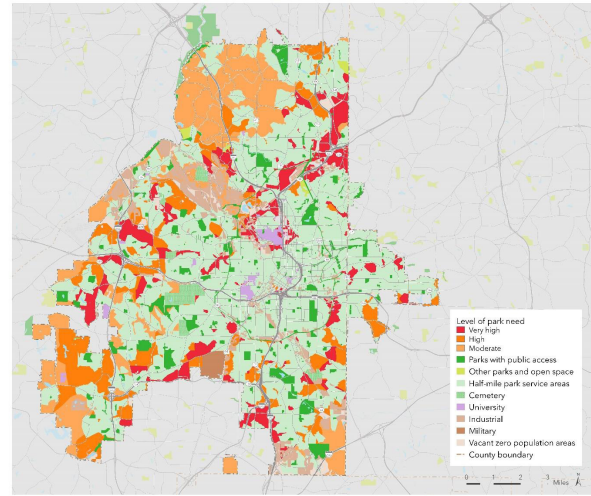 Level of park need
Very high
High
Moderate
Parks with public access
Other parks and open space
Half-mile park service areas
Cemetery
University
Industrial
Military
Vacant zero population areas
County boundary
0 1 2 3
Miles
N